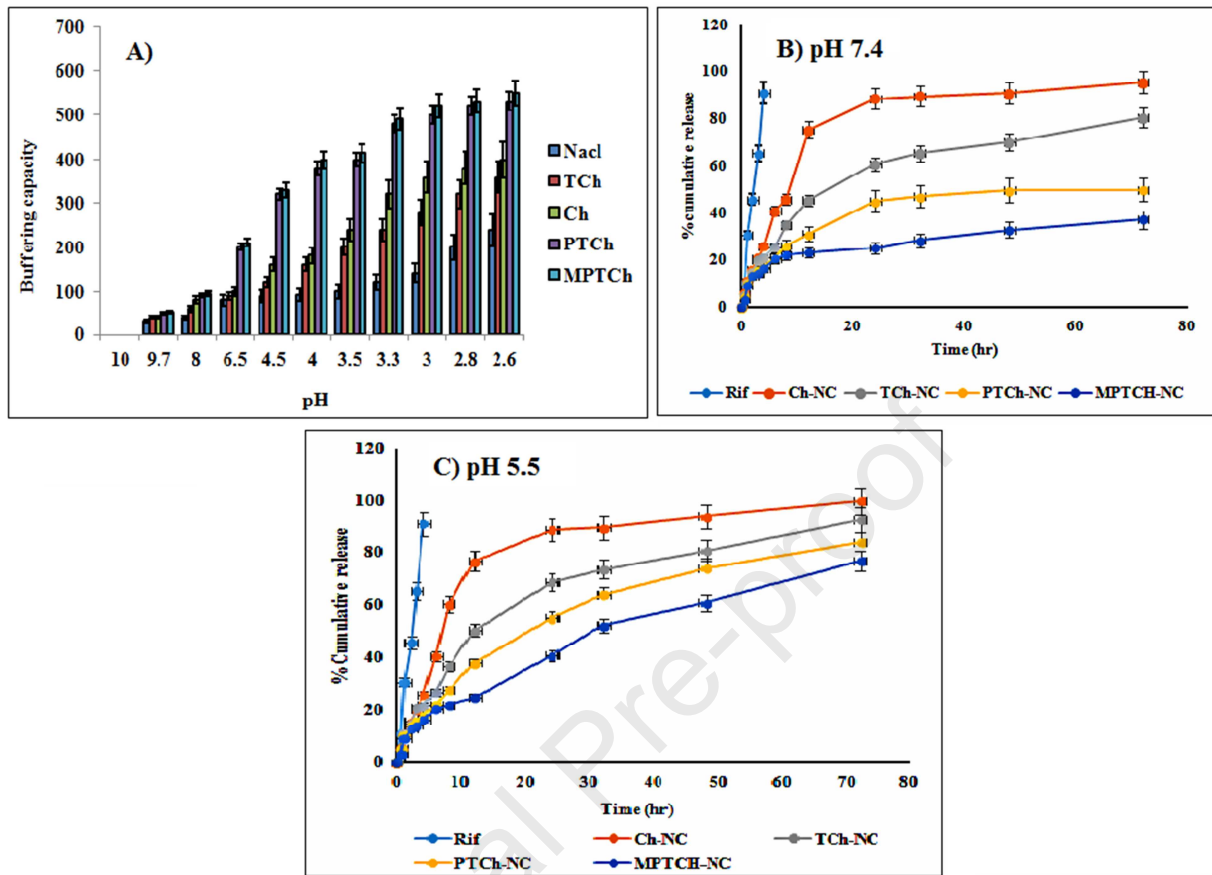 A)
Buffering capacity
700
600
500
400
300
200
100
0
10 9.7 8 6.5 4.5 4 3.5 3.3 3 2.8 2.6
pH
Nacl
TCh
Ch
PTCh
MPTCh
B) pH 7.4
%cumulative release
120
100
80
60
40
20
0
0 20 40 60 80
Time (hr)
Rif Ch-NC TCh-NC PTCh-NC MPTCH-NC
C) pH 5.5
%Cumulative release
120
100
80
60
40
20
0
0 10 20 30 40 50 60 70 80
Time (hr)
Rif Ch-NC TCh-NC
PTCh-NC MPTCH-NC
al Pre-proof